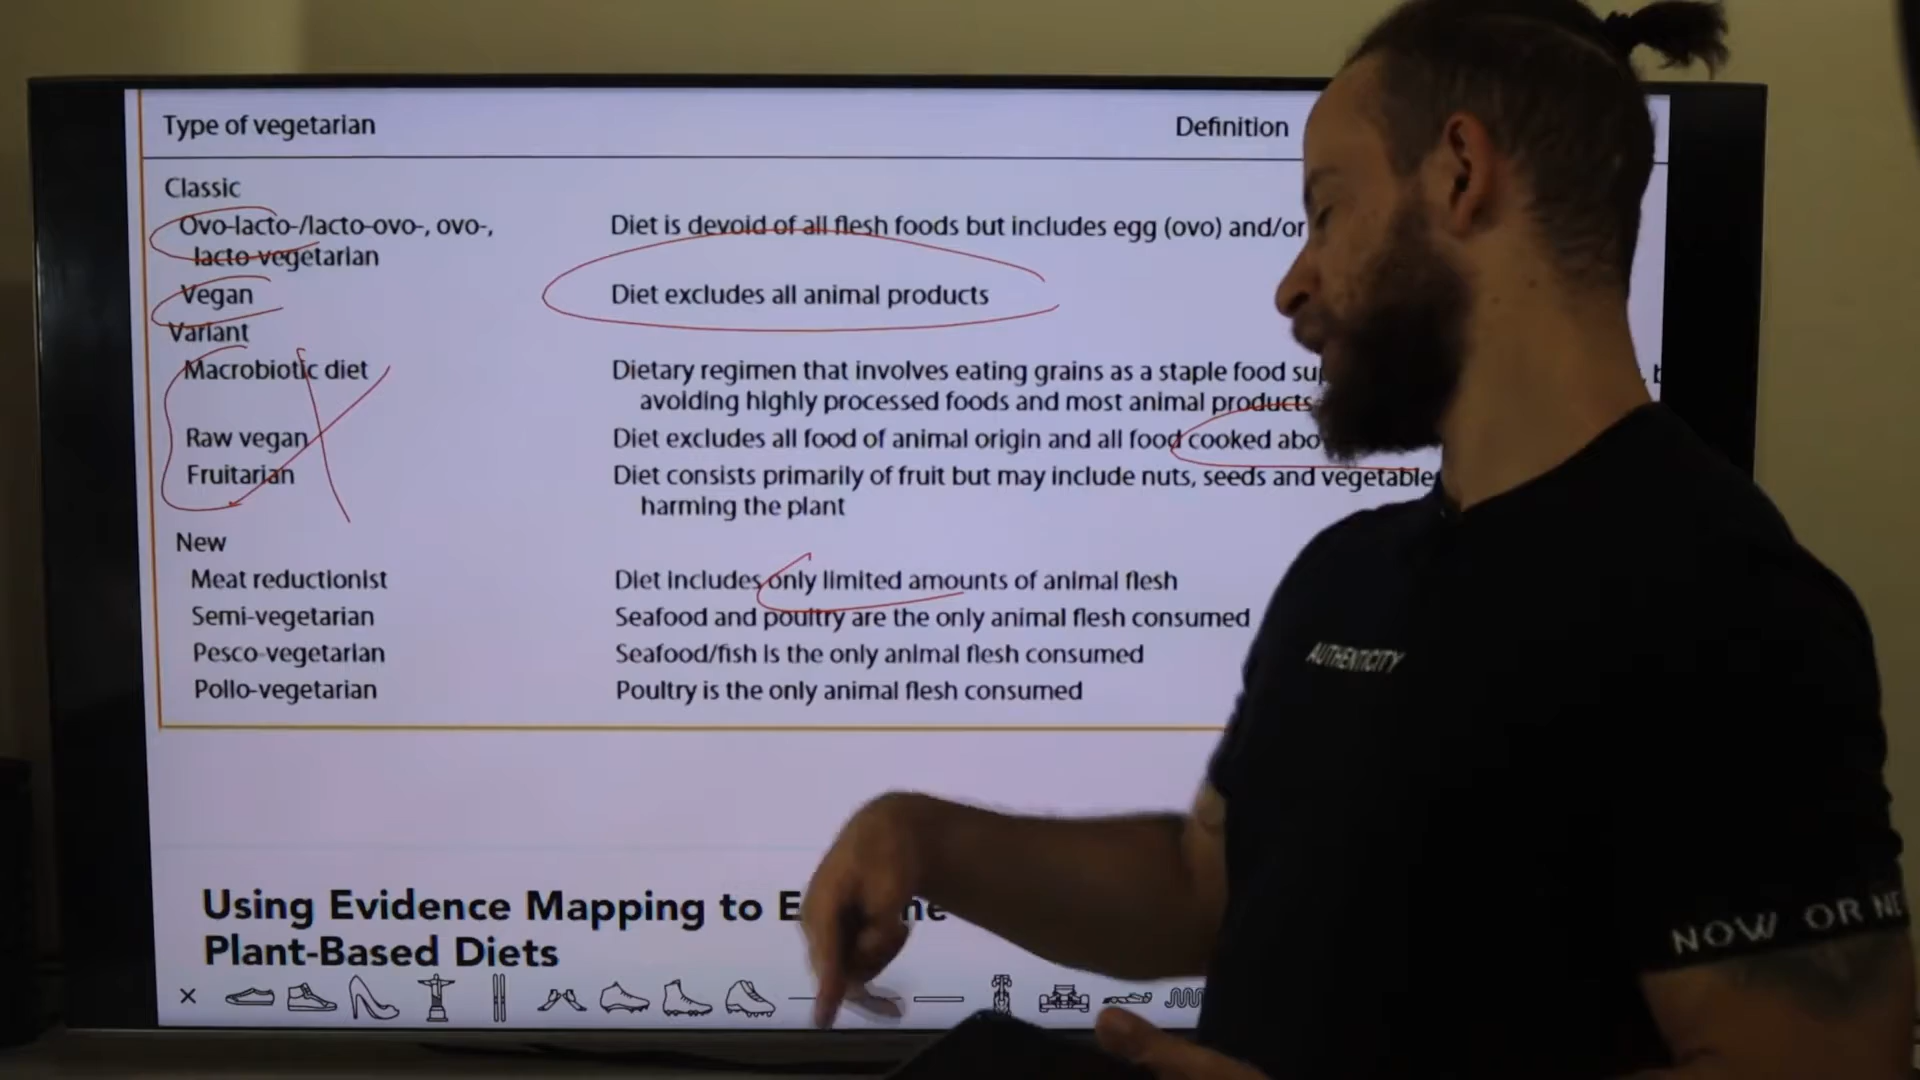 Type of vegetarian
Definition
Classic
Ovo-lacto-/lacto-ovo-, ovo-,
lacto-vegetarian
Diet is devoid of all flesh foods but includes egg (ovo) and/or
Vegan
Diet excludes all animal products
Variant
Macrobiotic diet
Dietary regimen that involves eating grains as a staple food
avoiding highly processed foods and most animal products
Raw vegan
Diet excludes all food of animal origin and all food cooked
Fruitarian
Diet consists primarily of fruit but may include nuts, seeds and
harming the plant
New
Meat reductionist
Diet includes only limited amounts of animal flesh
Semi-vegetarian
Seafood and poultry are the only animal flesh consumed
Pesco-vegetarian
Seafood/fish is the only animal flesh consumed
Pollo-vegetarian
Poultry is the only animal flesh consumed
Using Evidence Mapping to
Plant-Based Diets
AUTHENTICITY
NOW OR